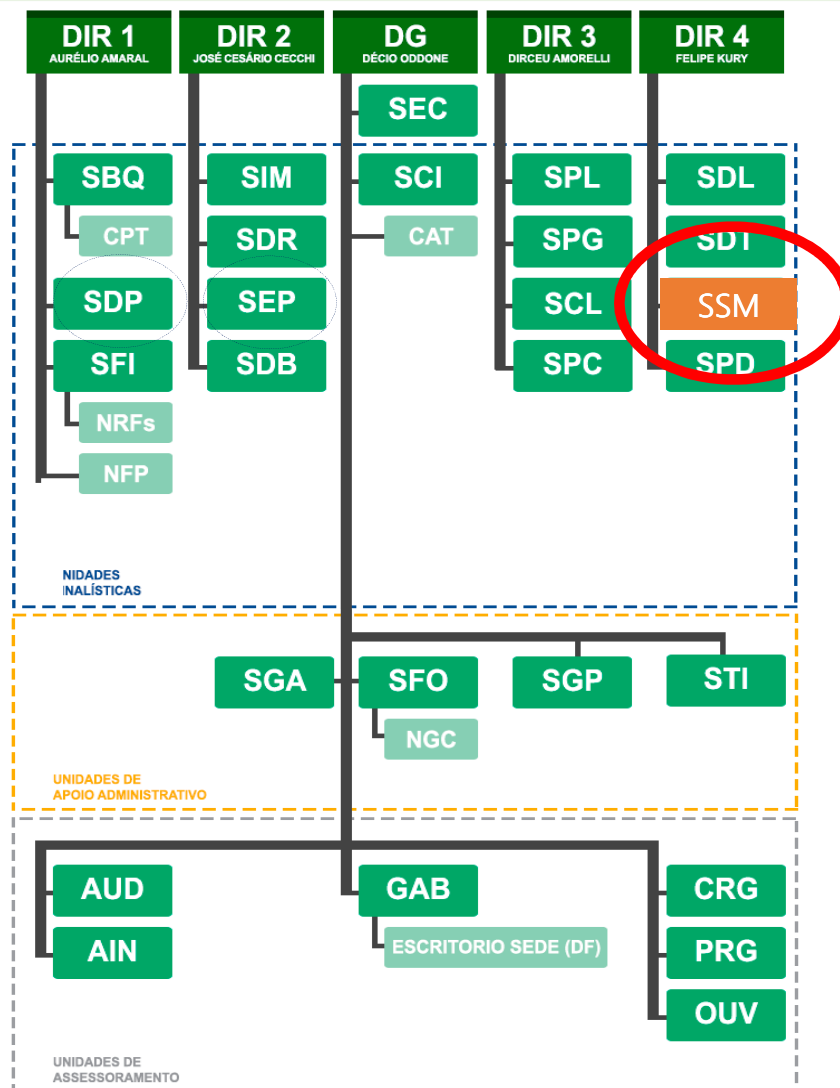 DIR 1
AURÉLIO AMARAL
DIR 2
JOSÉ CESÁRIO CECCHI
DG
DÉCIO ODDONE
DIR 3
DIRCEU AMORELLI
DIR 4
FELIPE KURY
SEC
SBQ
SIM
SCI
SPL
SDL
CPT
SDR
CAT
SPG
SDT
SDP
SEP
SCL
SSM
SFI
SDB
SPC
SPD
NRFs
NFP
NIDADES
INALÍSTICAS
SGA
SFO
SGP
STI
NGC
UNIDADES DE
APOIO ADMINISTRATIVO
AUD
GAB
CRG
AIN
ESCRITORIO SEDE (DF)
PRG
OUV
UNIDADES DE
ASSESSORAMENTO